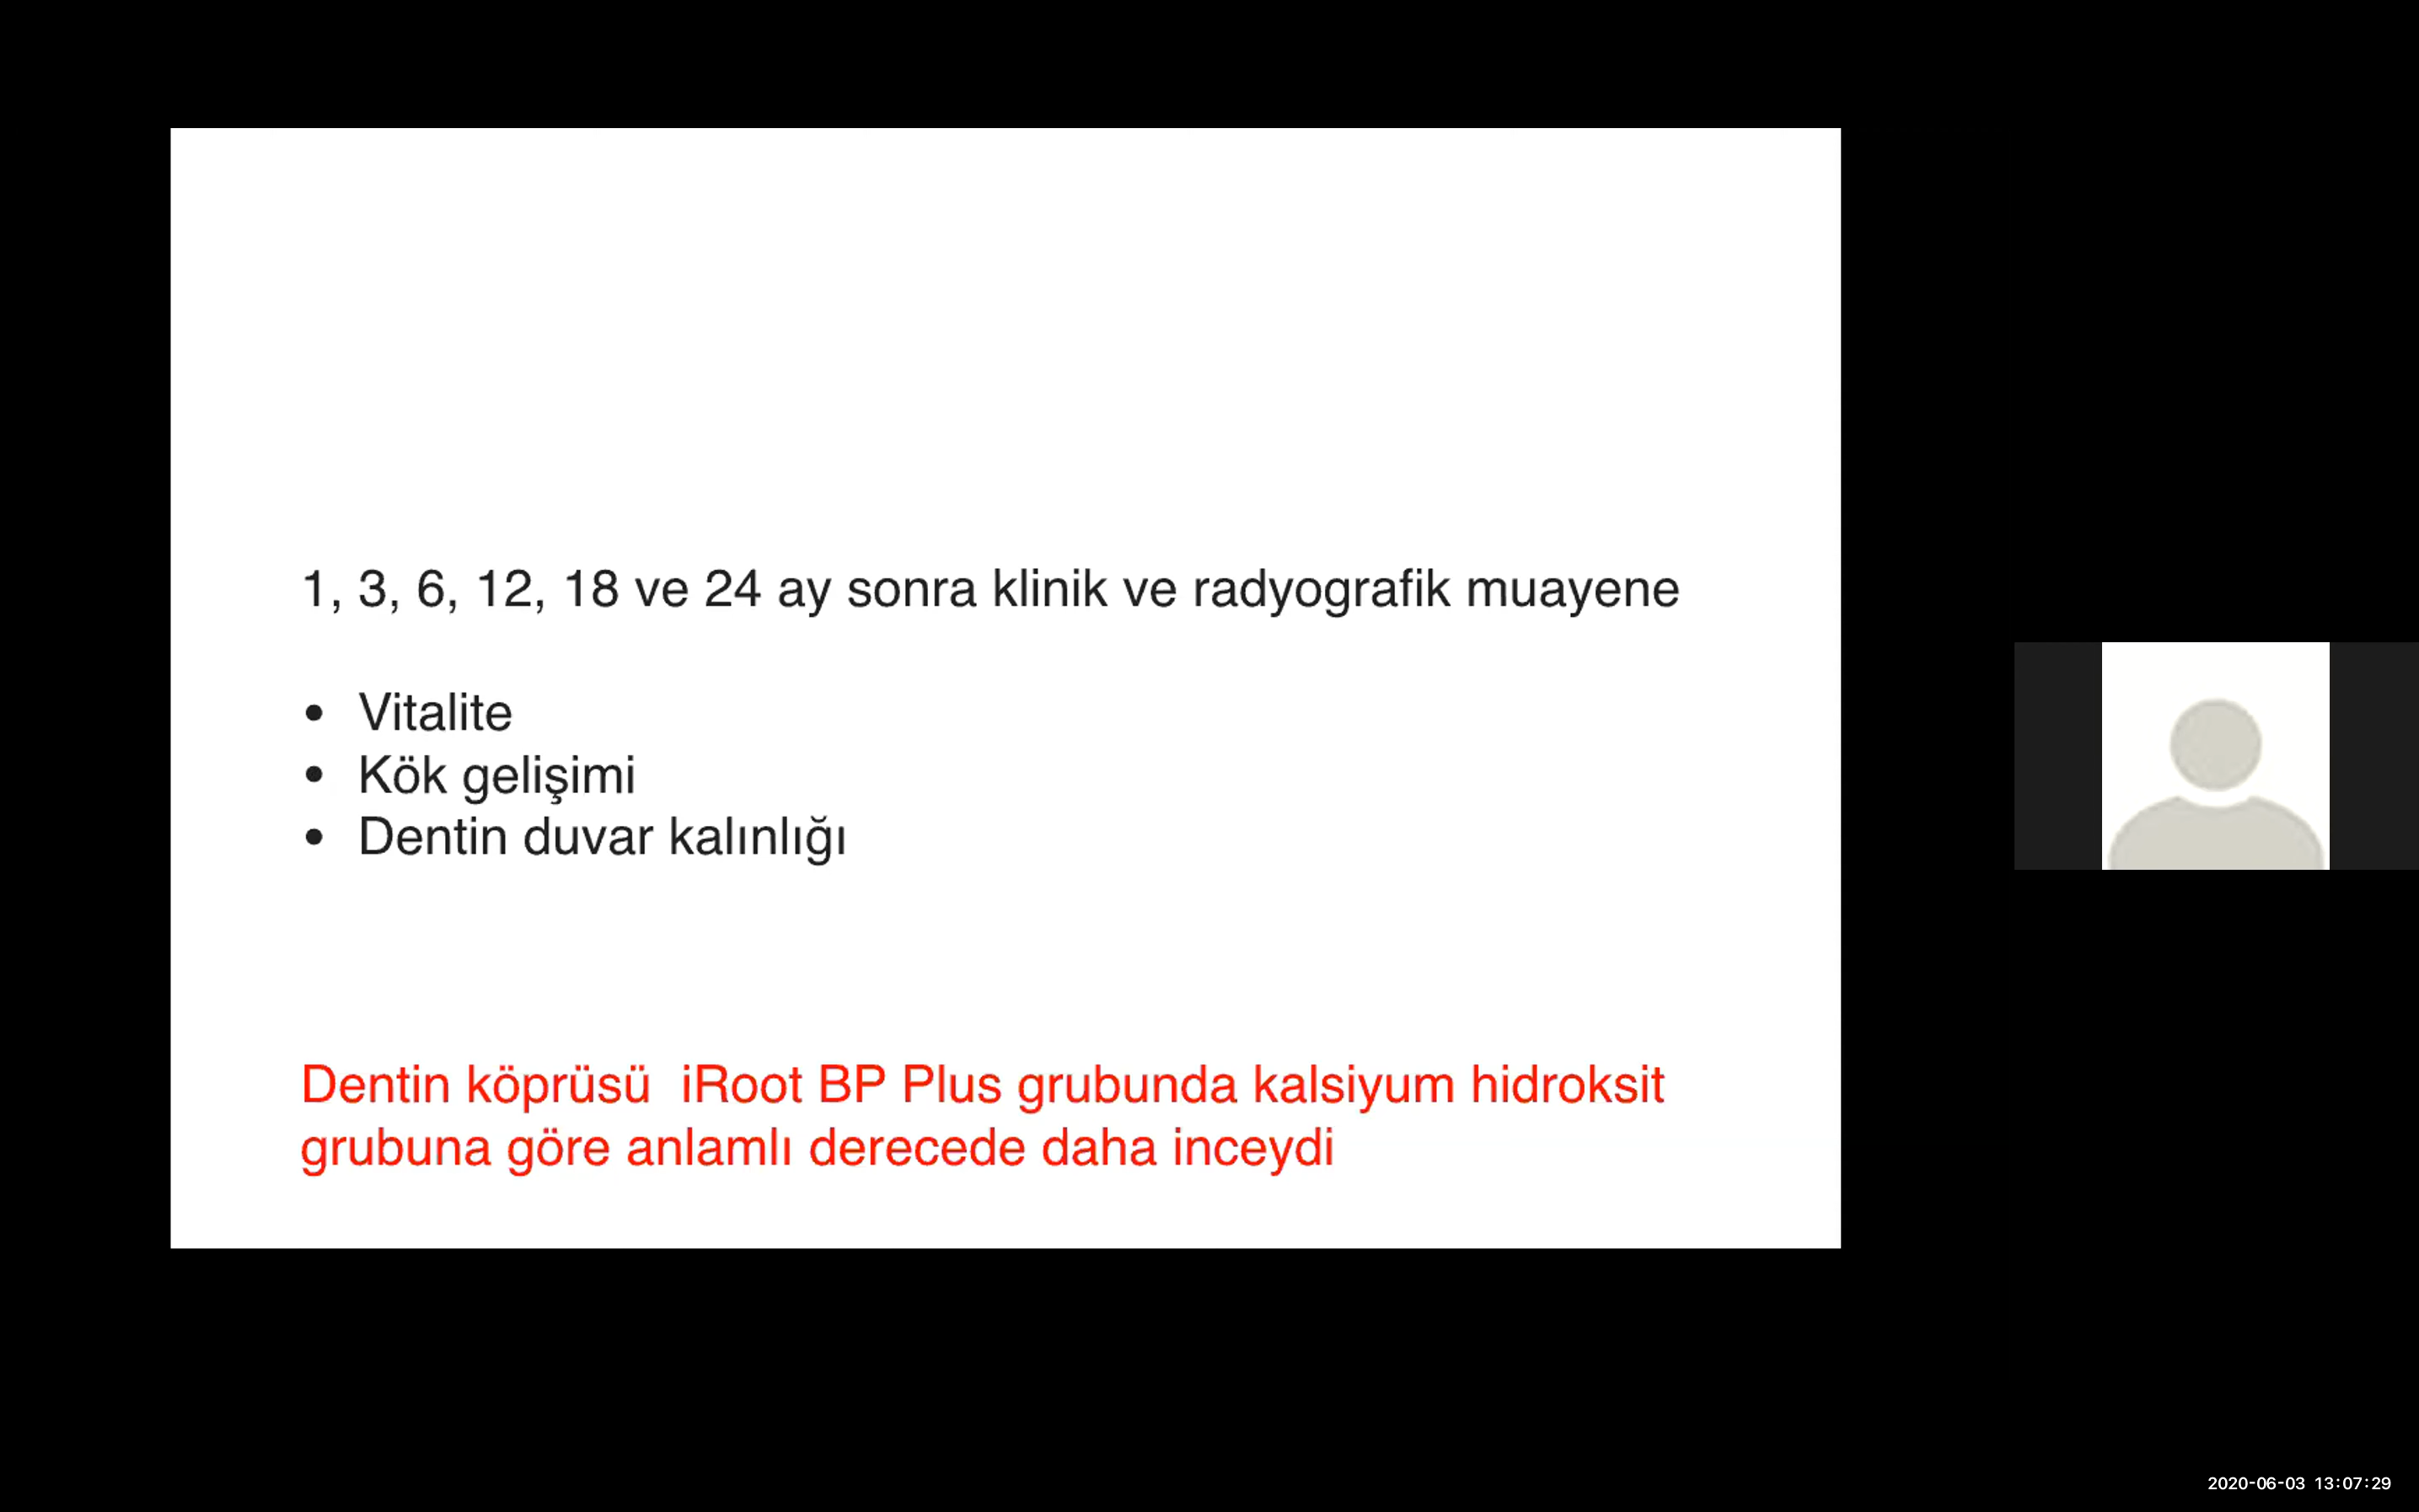 1, 3, 6, 12, 18 ve 24 ay sonra klinik ve radyografik muayene
• Vitalite
• Kök gelişimi
• Dentin duvar kalınlığı
Dentin köprüsü  iRoot BP Plus grubunda kalsiyum hidroksit
grubuna göre anlamlı derecede daha inceydi
2020-06-03 13:07:29